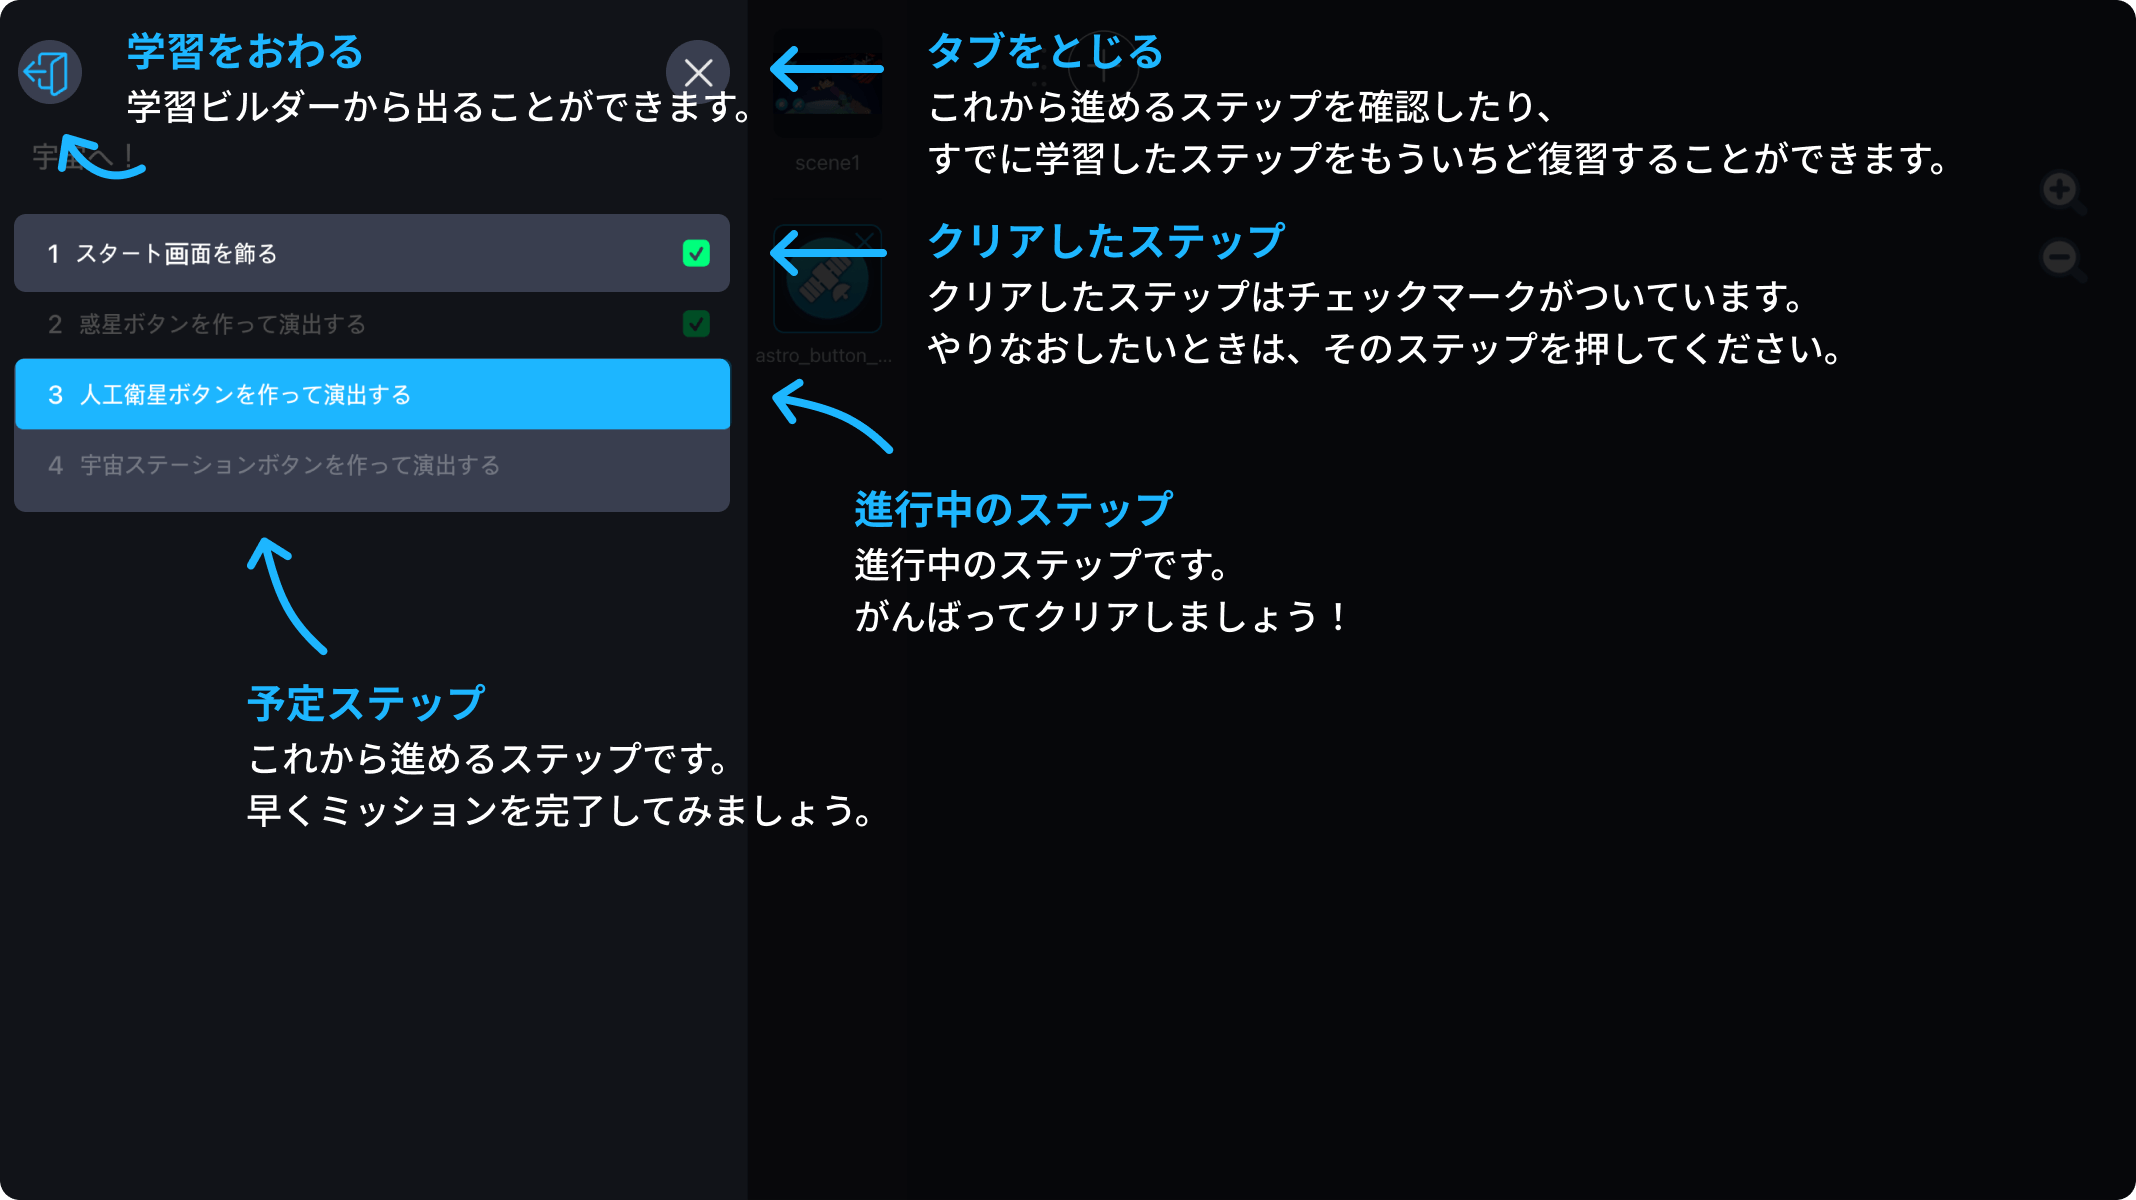 学習をおわる
学習ビルダーから出ることができます。
宇宙へ！
1 スタート画面を飾る
2 惑星ボタンを作って演出する
3 人工衛星ボタンを作って演出する
4 宇宙ステーションボタンを作って演出する
予定ステップ
これから進めるステップです。
早くミッションを完了してみましょう。
scene1
astro_button_...
タブをとじる
これから進めるステップを確認したり、
すでに学習したステップをもういちど復習することができます。
クリアしたステップ
クリアしたステップはチェックマークがついています。
やりなおしたいときは、そのステップを押してください。
進行中のステップ
進行中のステップです。
がんばってクリアしましょう！